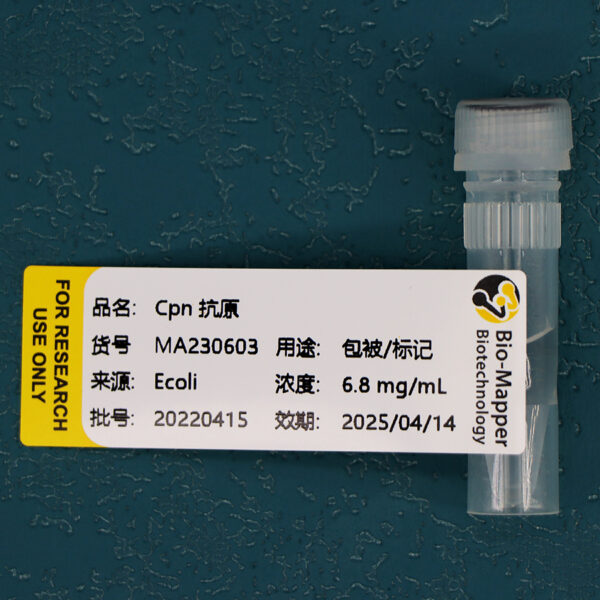 FOR RESEARCH
USE ONLY
品名: Cpn 抗原
货号 MA230603 用途: 包被/标记
来源: Ecoli 浓度: 6.8 mg/mL
批号: 20220415 效期: 2025/04/14
Bio-Mapper
Biotechnology